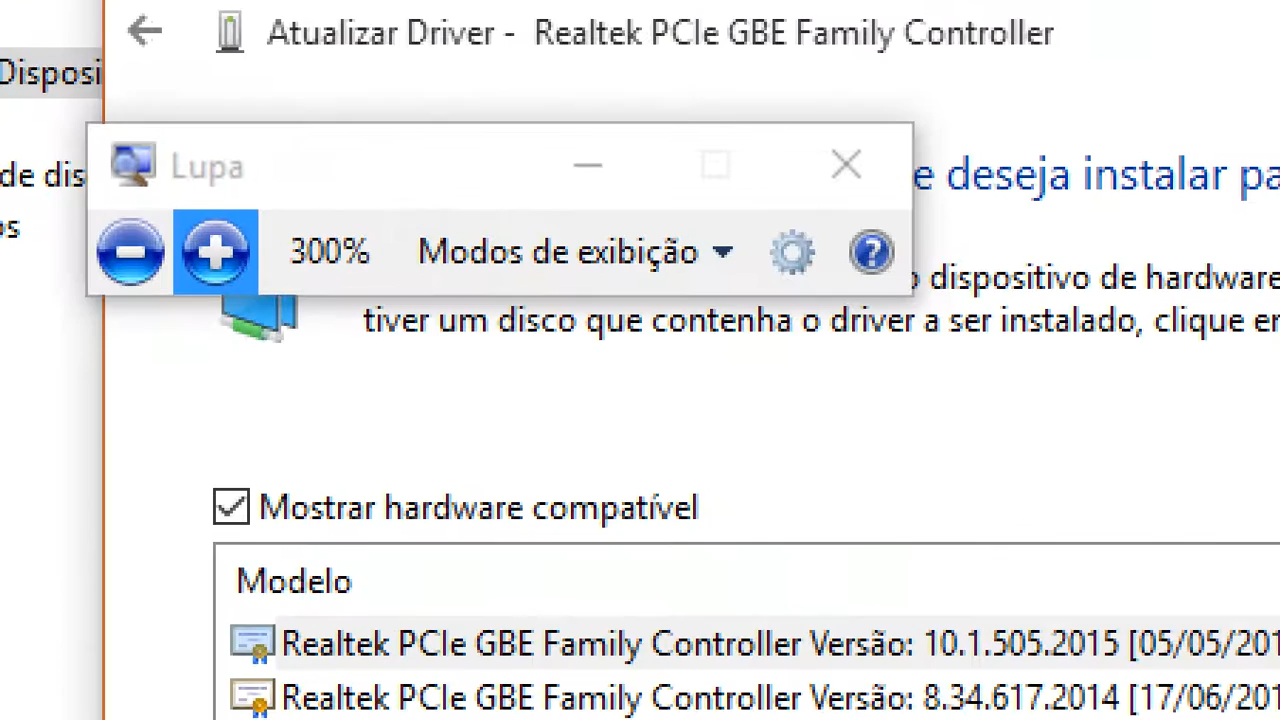 Atualizar Driver - Realtek PCIe GBE Family Controller
Disposi
Lupa
de dis
e deseja instalar pa
os
300%
Modos de exibição
o dispositivo de hardware
tiver um disco que contenha o driver a ser instalado, clique em
Mostrar hardware compatível
Modelo
Realtek PCIe GBE Family Controller Versão: 10.1.505.2015 [05/05/201
Realtek PCIe GBE Family Controller Versão: 8.34.617.2014 [17/06/201